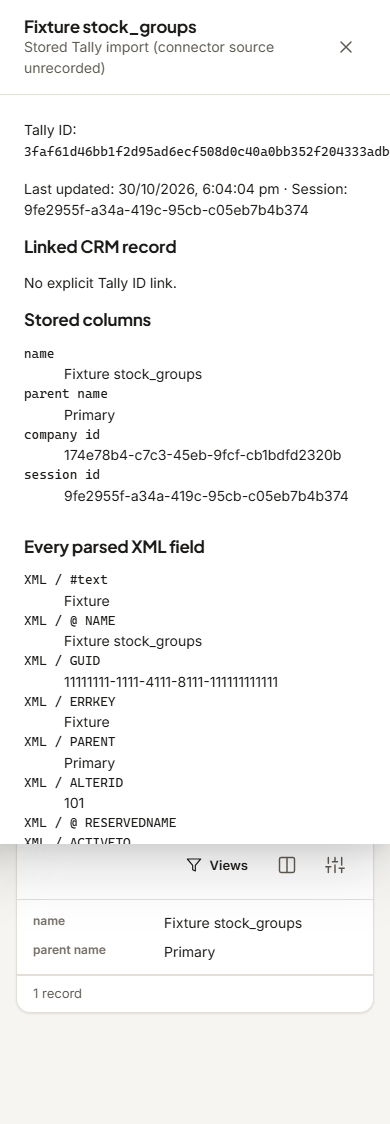 Fixture stock_groups
Stored Tally import (connector source
unrecorded)
Tally ID:
3faf61d46bb1f2d95ad6ecf508d0c40a0bb352f204333adb
Last updated: 30/10/2026, 6:04:04 pm · Session:
9fe2955f-a34a-419c-95cb-c05eb7b4b374
Linked CRM record
No explicit Tally ID link.
Stored columns
name
Fixture stock_groups
parent name
Primary
company id
174e78b4-c7c3-45eb-9fcf-cb1bdfd2320b
session id
9fe2955f-a34a-419c-95cb-c05eb7b4b374
Every parsed XML field
XML / #text
Fixture
XML / @ NAME
Fixture stock_groups
XML / GUID
11111111-1111-4111-8111-111111111111
XML / ERRKEY
Fixture
XML / PARENT
Primary
XML / ALTERID
101
XML / @ RESERVEDNAME
XML / ACTIVETO
Views
name Fixture stock_groups
parent name Primary
1 record